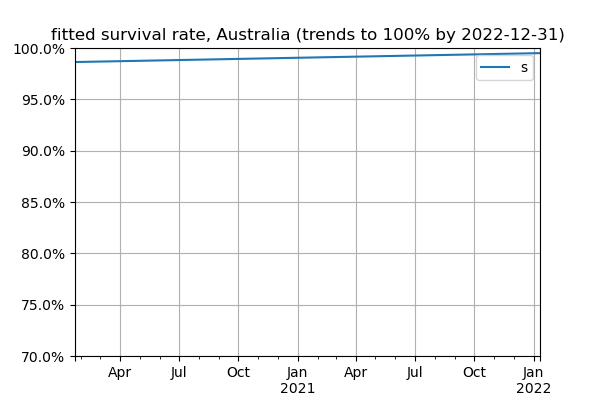 fitted survival rate, Australia (trends to 100% by 2022-12-31)
100.0%
s
95.0%
90.0%
85.0%
80.0%
75.0%
70.0%
Apr Jul Oct Jan Apr Jul Oct Jan
2021 2022